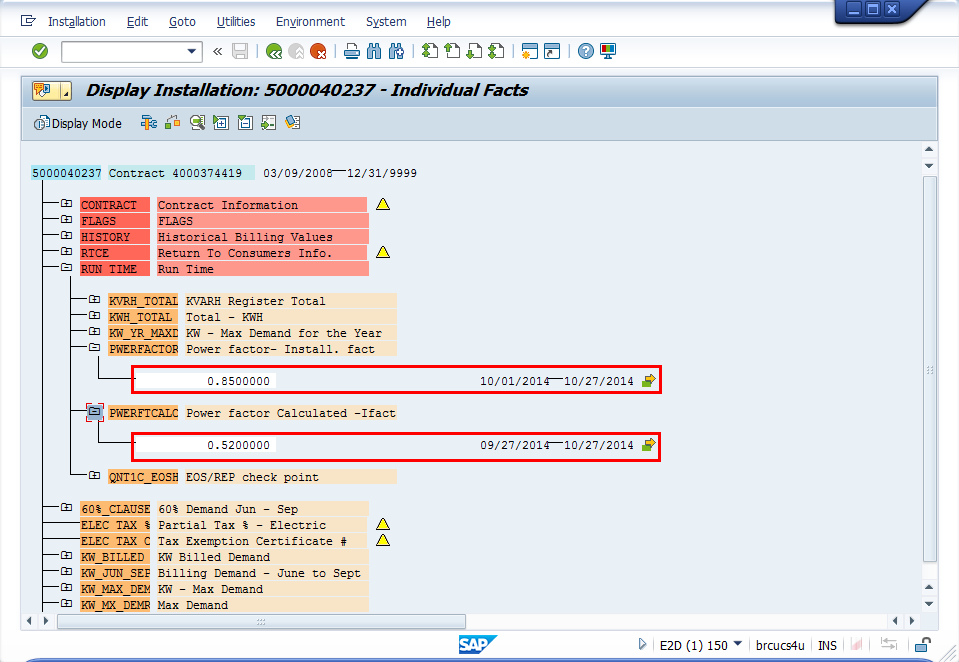 Installation Edit Goto Utilities Environment System Help
Display Installation: 5000040237 - Individual Facts
Display Mode
5000040237 Contract 4000374419 03/09/2008 12/31/9999
CONTRACT Contract Information
FLAGS FLAGS
HISTORY Historical Billing Values
RTCE Return To Consumers Info.
RUN TIME Run Time
KVRH_TOTAL KVARH Register Total
KWH_TOTAL Total - KWH
KW_YR_MAXD KW - Max Demand for the Year
PWERFACTOR Power factor- Install. fact
0.8500000 10/01/2014 10/27/2014
PWERFTCALC Power factor Calculated -Ifact
0.5200000 09/27/2014 10/27/2014
QNT1C_EOSH EOS/REP check point
60%_CLAUSE 60% Demand Jun - Sep
ELEC TAX % Partial Tax % - Electric
ELEC TAX C Tax Exemption Certificate #
KW_BILLED KW Billed Demand
KW_JUN_SEP Billing Demand - June to Sept
KW_MAX_DEM KW - Max Demand
KW_MX_DEMR Max Demand
SAP E2D (1) 150 brcucs4u INS